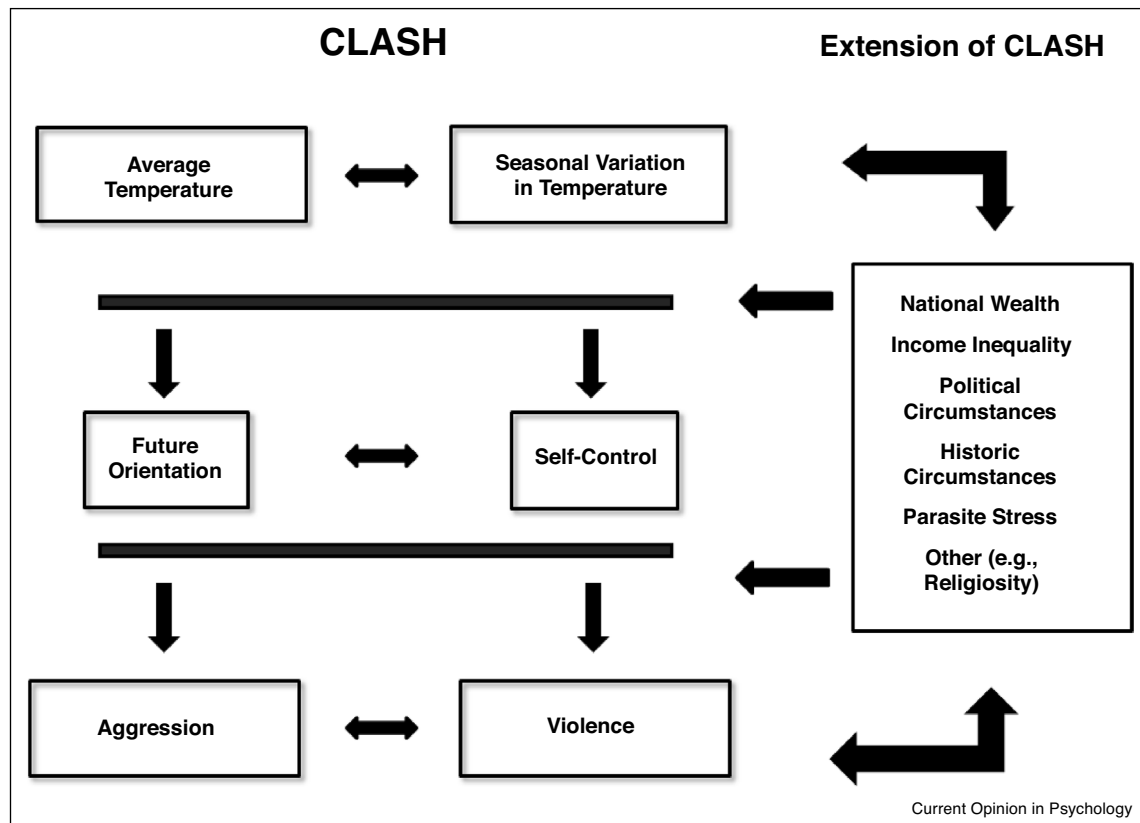 CLASH
Extension of CLASH
Average
Temperature
Seasonal Variation
in Temperature
National Wealth
Income Inequality
Political
Circumstances
Historic
Circumstances
Parasite Stress
Other (e.g.,
Religiosity)
Future
Orientation
Self-Control
Aggression
Violence
Current Opinion in Psychology